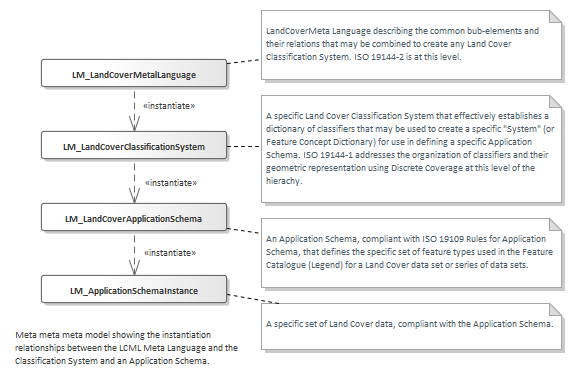 LandCoverMeta Language describing the common bub-elements and
their relations that may be combined to create any Land Cover
Classification System. ISO 19144-2 is at this level.
LM_LandCoverMetalLanguage
«instantiate»
A specific Land Cover Classification System that effectively establishes a
dictionary of classifiers that may be used to create a specific "System" (or
Feature Concept Dictionary) for use in defining a specific Application
Schema. ISO 19144-1 addresses the organization of classifiers and their
geometric representation using Discrete Coverage at this level of the
hierachy.
LM_LandCoverClassificationSystem
«instantiate»
LM_LandCoverApplicationSchema
An Application Schema, compliant with ISO 19109 Rules for Application
Schema, that defines the specific set of feature types used in the Feature
Catalogue (Legend) for a Land Cover data set or series of data sets.
«instantiate»
LM_ApplicationSchemaInstance
A specific set of Land Cover data, compliant with the Application Schema.
Meta meta meta model showing the instantiation
relationships between the LCML Meta Language and the
Classification System and an Application Schema.